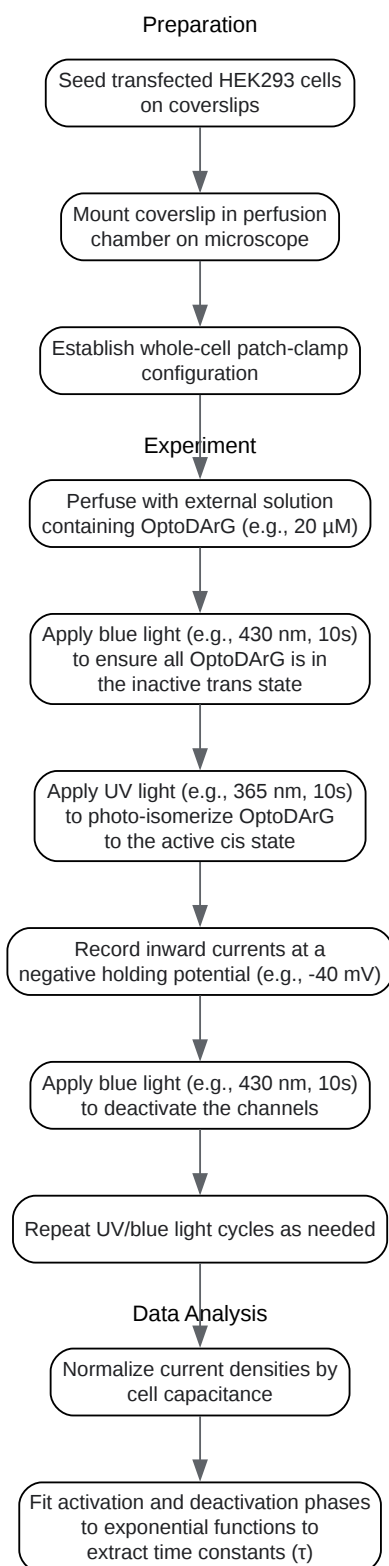 Preparation
Seed transfected HEK293 cells
on coverslips
Mount coverslip in perfusion
chamber on microscope
Establish whole-cell patch-clamp
configuration
Experiment
Perfuse with external solution
containing OptoDArG (e.g., 20 µM)
Apply blue light (e.g., 430 nm, 10s)
to ensure all OptoDArG is in
the inactive trans state
Apply UV light (e.g., 365 nm, 10s)
to photo-isomerize OptoDArG
to the active cis state
Record inward currents at a
negative holding potential (e.g., -40 mV)
Apply blue light (e.g., 430 nm, 10s)
to deactivate the channels
Repeat UV/blue light cycles as needed
Data Analysis
Normalize current densities by
cell capacitance
Fit activation and deactivation phases
to exponential functions to
extract time constants (τ)